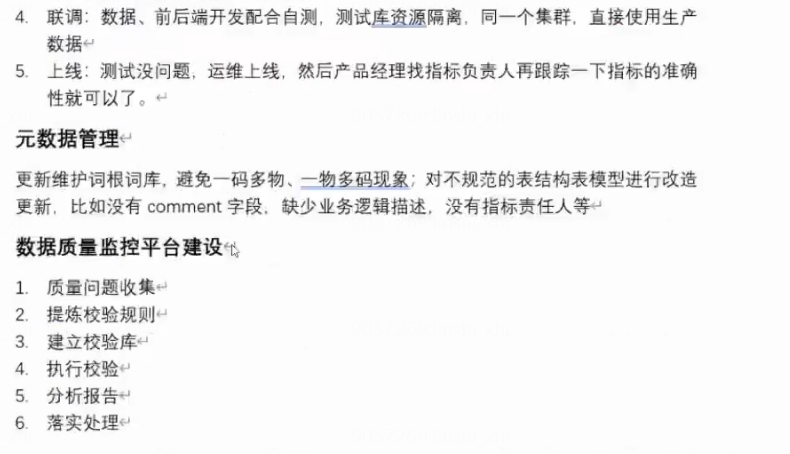 4. 联调：数据、前后端开发配合自测，测试库资源隔离，同一个集群，直接使用生产
数据
5. 上线：测试没问题，运维上线，然后产品经理找指标负责人再跟踪一下指标的准确
性就可以了。
元数据管理
更新维护词根词库，避免一码多物、一物多码现象；对不规范的表结构表模型进行改造
更新，比如没有 comment 字段，缺少业务逻辑描述，没有指标责任人等
数据质量监控平台建设
1. 质量问题收集
2. 提炼校验规则
3. 建立校验库
4. 执行校验
5. 分析报告
6. 落实处理